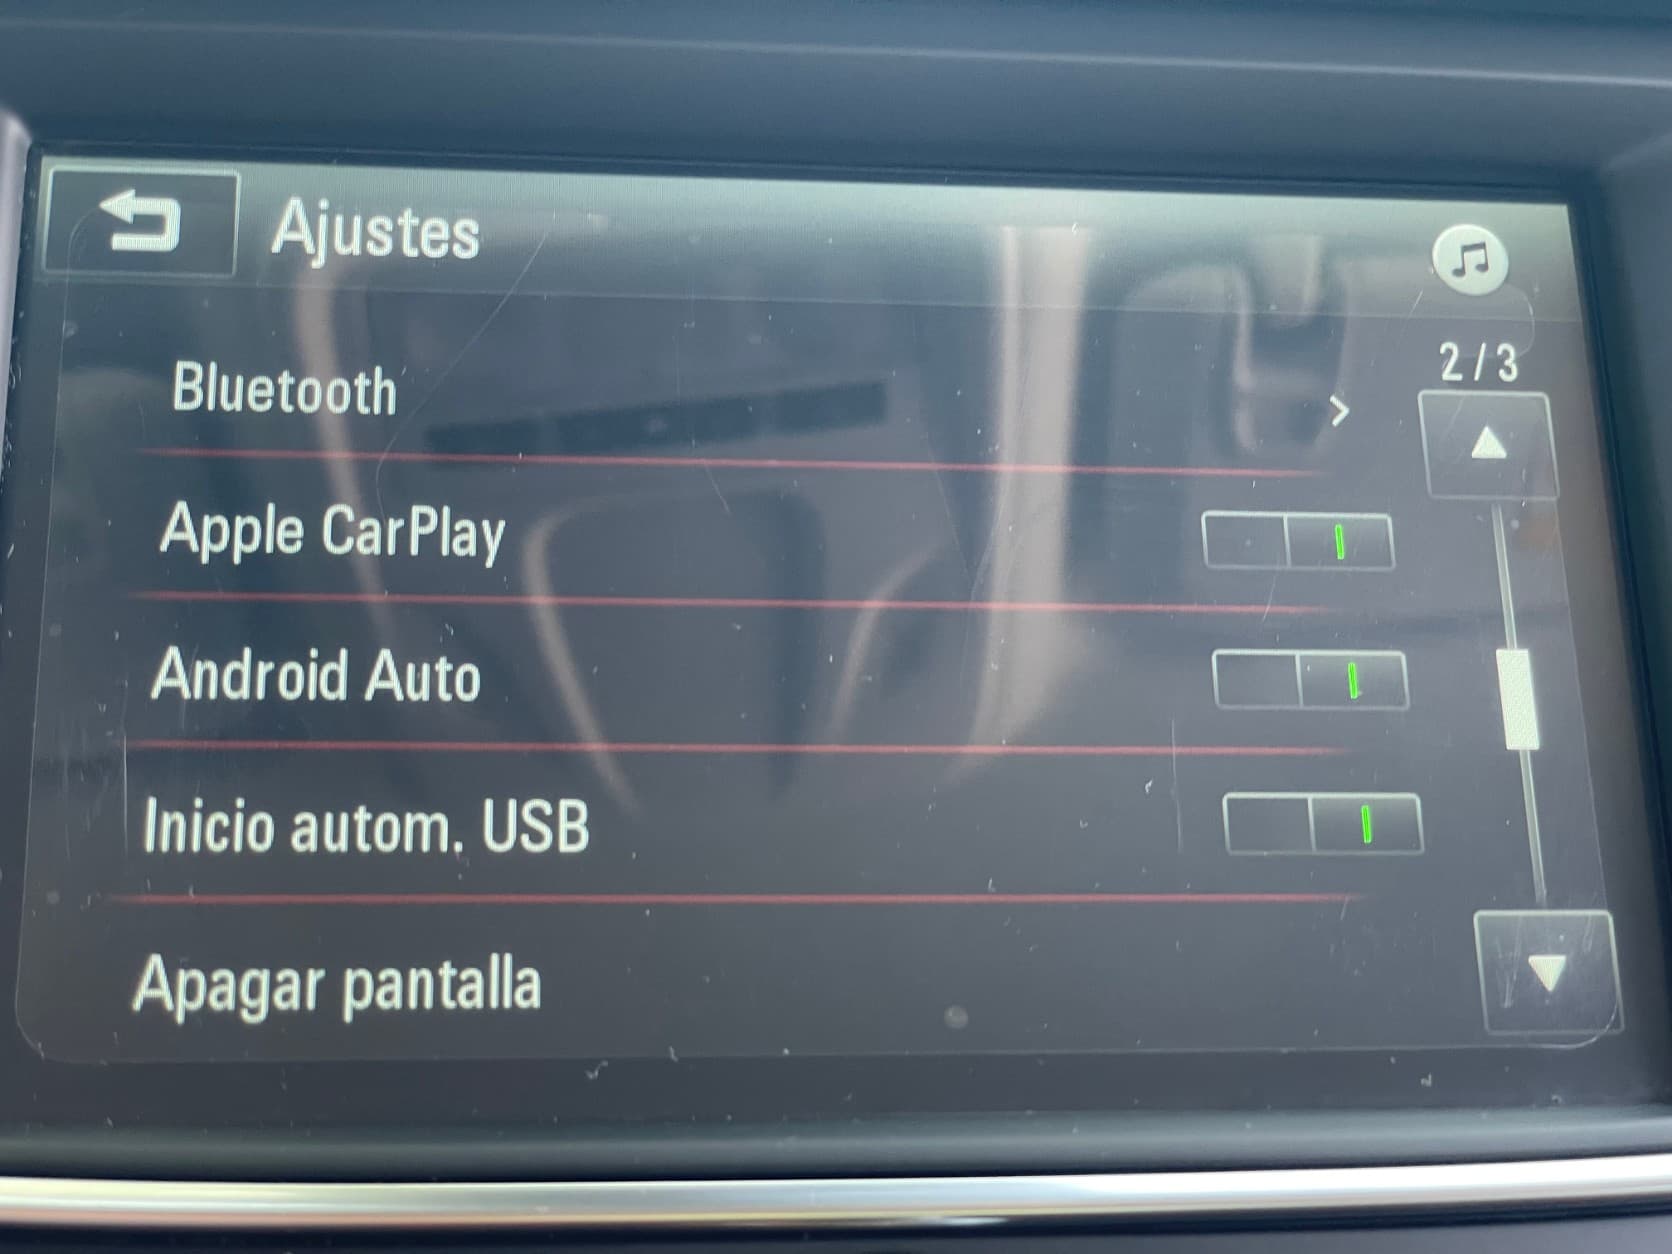 Ajustes
2/3
Bluetooth
Apple CarPlay
Android Auto
Inicio autom. USB
Apagar pantalla